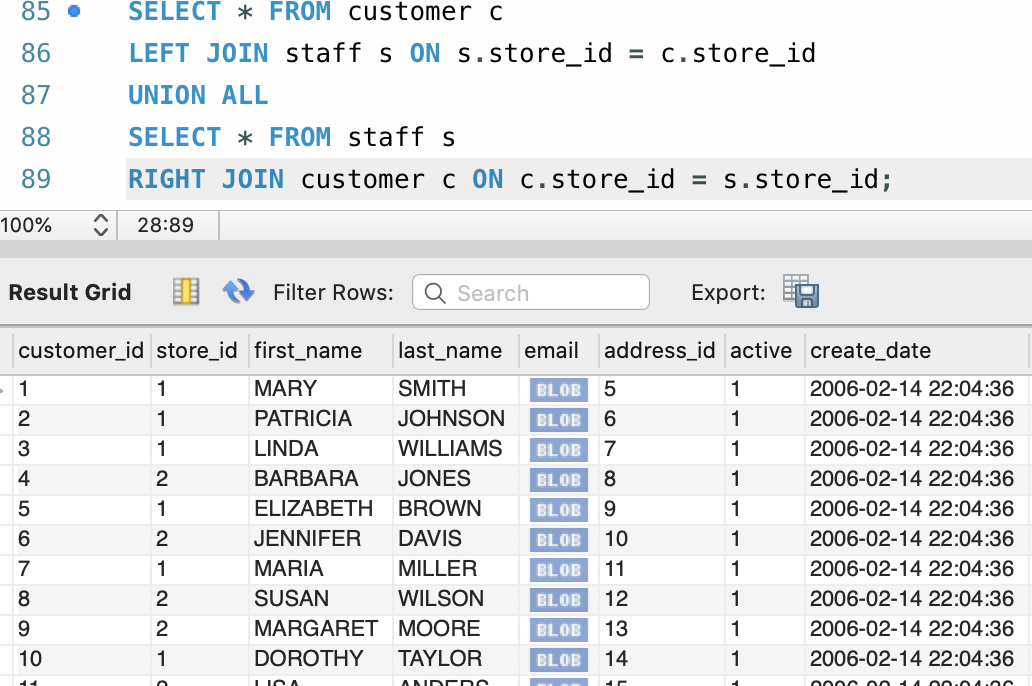 85 SELECT * FROM customer c
86 LEFT JOIN staff s ON s.store_id = c.store_id
87 UNION ALL
88 SELECT * FROM staff s
89 RIGHT JOIN customer c ON c.store_id = s.store_id;
100% 28:89
Result Grid Filter Rows: Search Export:
customer_id store_id first_name last_name email address_id active create_date
1 1 MARY SMITH BLOB 5 1 2006-02-14 22:04:36
2 1 PATRICIA JOHNSON BLOB 6 1 2006-02-14 22:04:36
3 1 LINDA WILLIAMS BLOB 7 1 2006-02-14 22:04:36
4 2 BARBARA JONES BLOB 8 1 2006-02-14 22:04:36
5 1 ELIZABETH BROWN BLOB 9 1 2006-02-14 22:04:36
6 2 JENNIFER DAVIS BLOB 10 1 2006-02-14 22:04:36
7 1 MARIA MILLER BLOB 11 1 2006-02-14 22:04:36
8 2 SUSAN WILSON BLOB 12 1 2006-02-14 22:04:36
9 2 MARGARET MOORE BLOB 13 1 2006-02-14 22:04:36
10 1 DOROTHY TAYLOR BLOB 14 1 2006-02-14 22:04:36